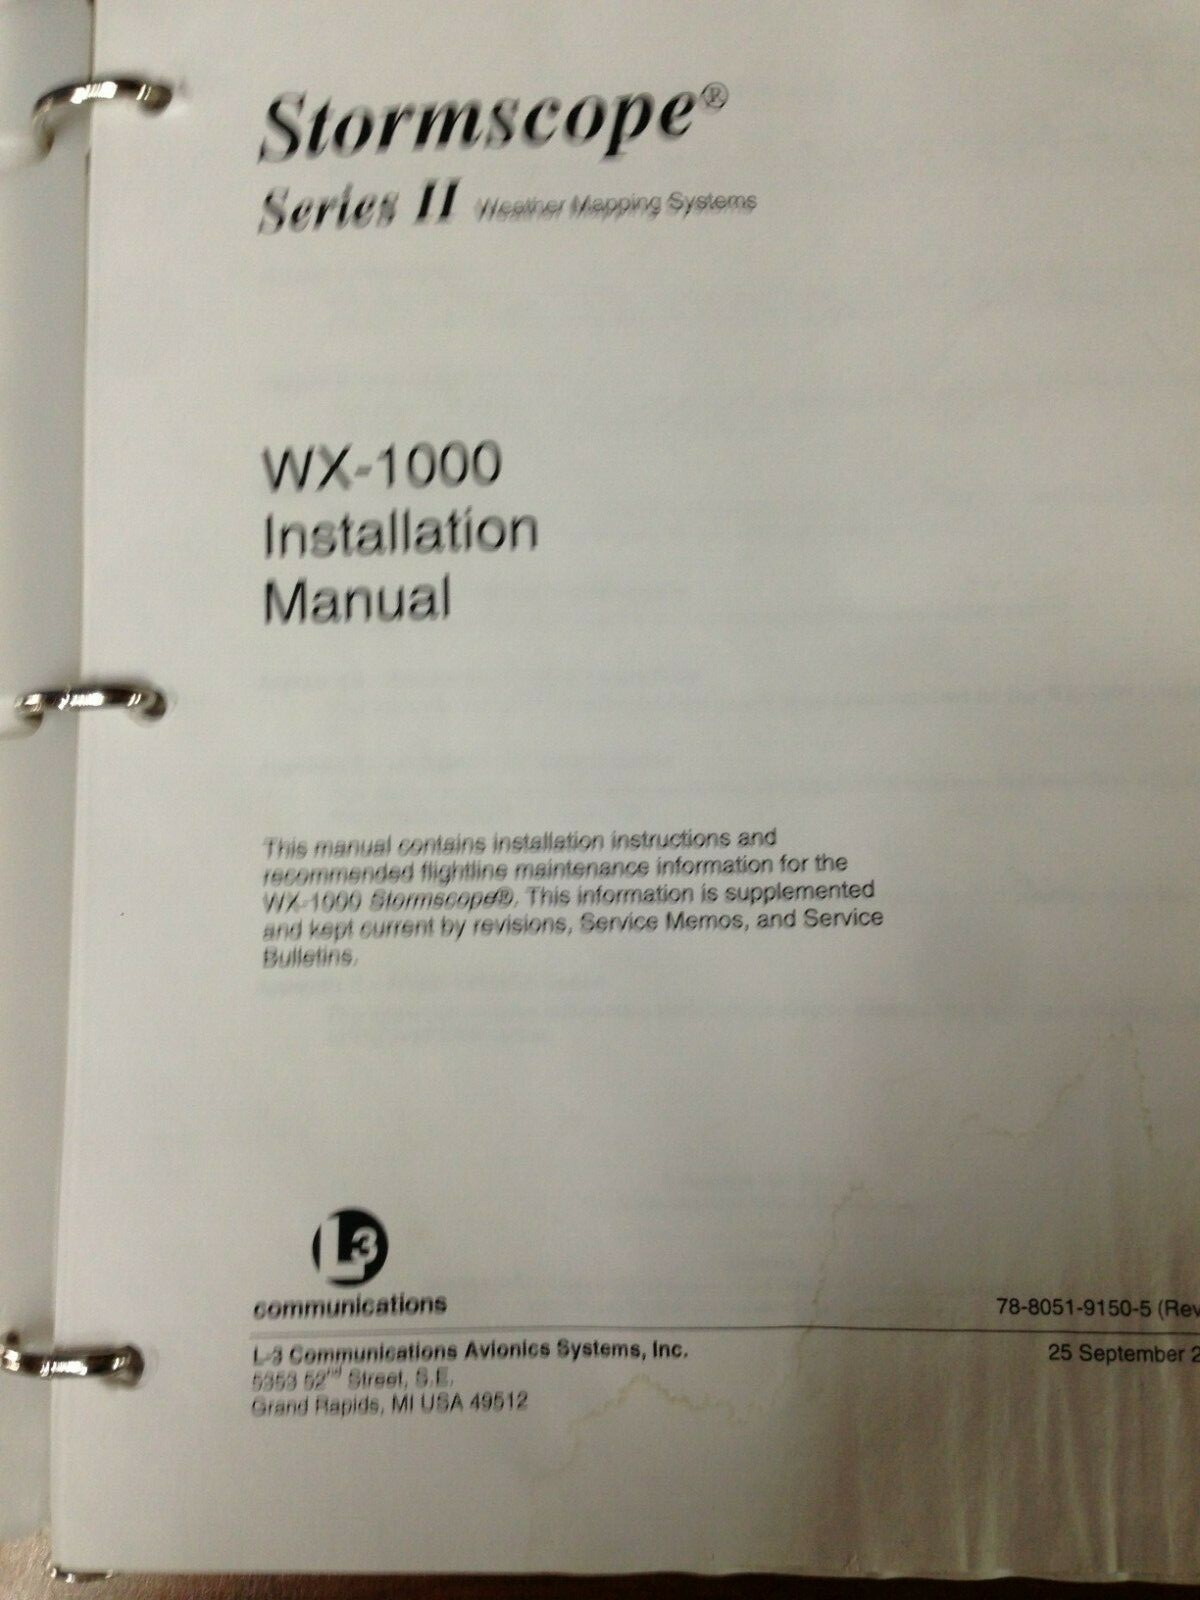 Stormscope®
Series II Weather Mapping Systems
WX-1000
Installation
Manual
This manual contains installation instructions and
recommended flightline maintenance information for the
WX-1000 Stormscope®. This information is supplemented
and kept current by revisions, Service Memos, and Service
Bulletins.
L3
communications
78-8051-9150-5 (Rev
L-3 Communications Avionics Systems, Inc.
25 September 2
5353 52nd Street, S.E.
Grand Rapids, MI USA 49512